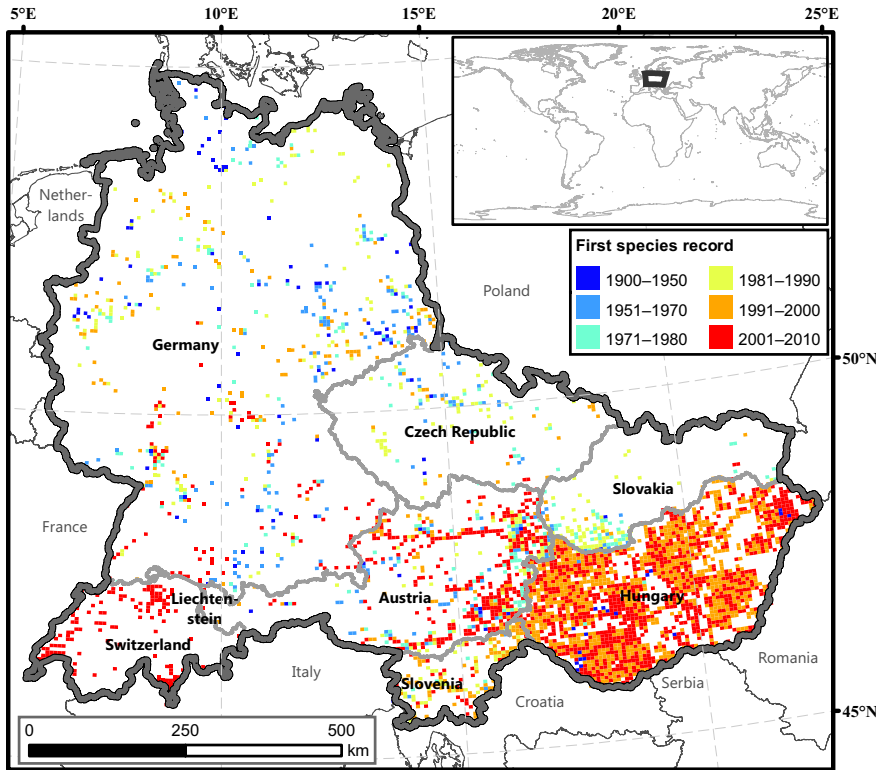 5°E
10°E
15°E
20°E
25°E
Nether-
lands
First species record
1900–1950
1981–1990
1951–1970
1991–2000
1971–1980
2001–2010
Poland
Germany
50°N
Czech Republic
Slovakia
France
Liechten-
stein
Austria
Hungary
Switzerland
Italy
Slovenia
Romania
Croatia
Serbia
45°N
0
250
500
km